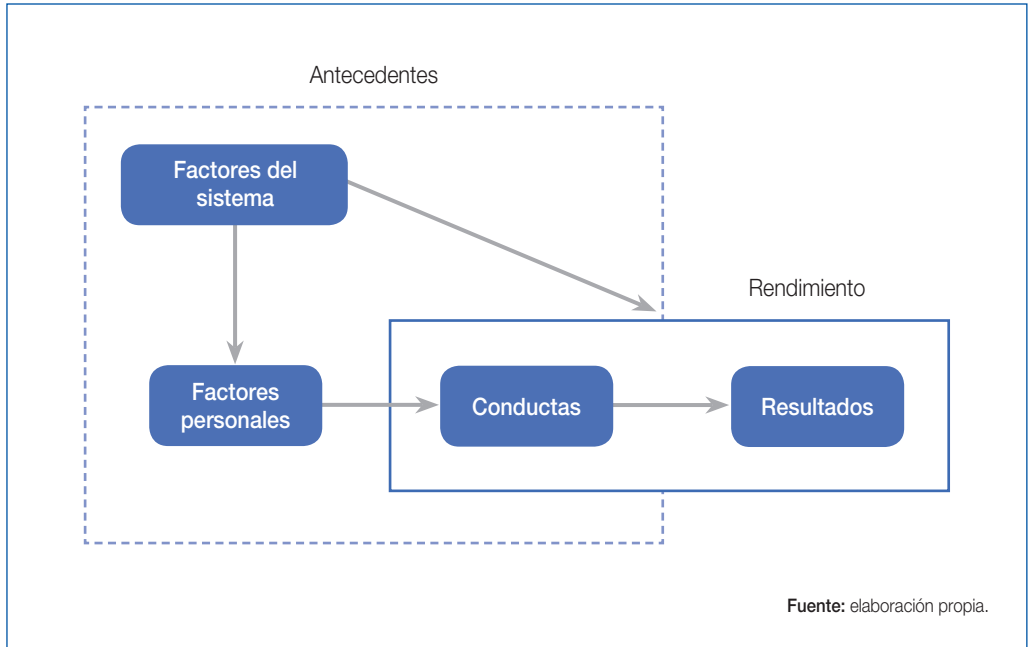 Antecedentes
Factores del
sistema
Rendimiento
Factores
personales
Conductas
Resultados
Fuente: elaboración propia.